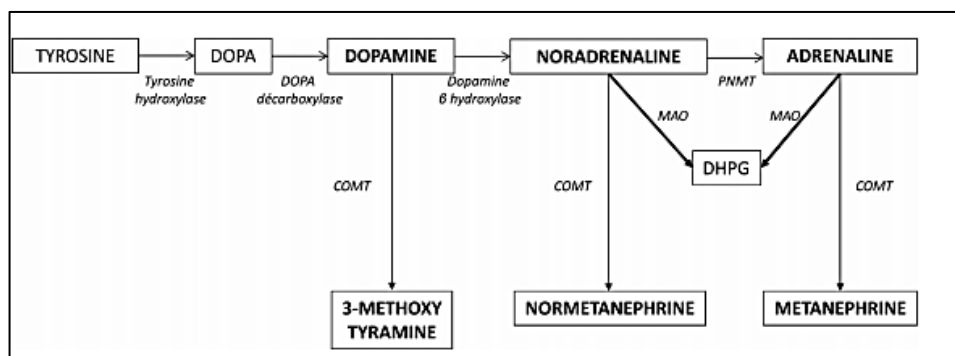 TYROSINE
DOPA
DOPAMINE
NORADRENALINE
ADRENALINE
Tyrosine
hydroxylase
DOPA
décarboxylase
Dopamine
β hydroxylase
PNMT
MAO
MAO
DHPG
COMT
COMT
COMT
3-METHOXY
TYRAMINE
NORMETANEPHRINE
METANEPHRINE